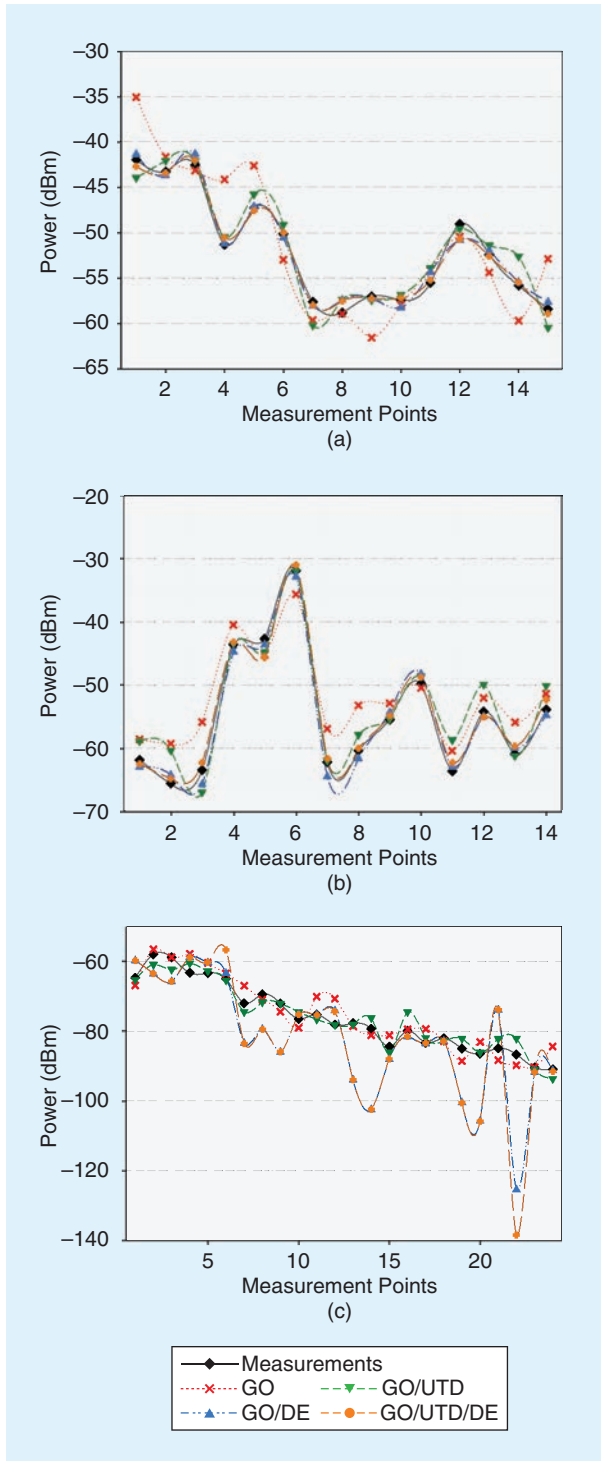 –30
–35
–40
–45
–50
–55
–60
–65
Power (dBm)
2 4 6 8 10 12 14
Measurement Points
(a)
–20
–30
–40
–50
–60
–70
Power (dBm)
2 4 6 8 10 12 14
Measurement Points
(b)
–60
–80
–100
–120
–140
Power (dBm)
5 10 15 20
Measurement Points
(c)
Measurements
GO GO/UTD
GO/DE GO/UTD/DE